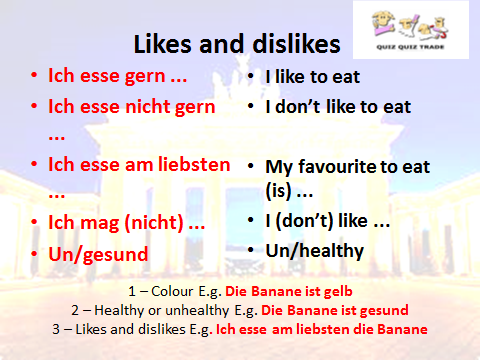 Likes and dislikes
QUIZ QUIZ TRADE
• Ich esse gern ...
• Ich esse nicht gern
...
• Ich esse am liebsten
...
• Ich mag (nicht) ...
• Un/gesund
• I like to eat
• I don’t like to eat
• My favourite to eat
(is) ...
• I (don’t) like ...
• Un/healthy
1 – Colour E.g. Die Banane ist gelb
2 – Healthy or unhealthy E.g. Die Banane ist gesund
3 – Likes and dislikes E.g. Ich esse am liebsten die Banane